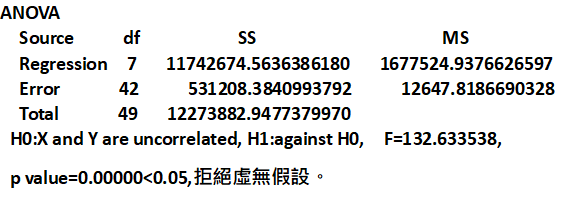 ANOVA
Source df SS MS
Regression 7 11742674.5636386180 1677524.9376626597
Error 42 531208.3840993792 12647.8186690328
Total 49 12273882.9477379970
H0:X and Y are uncorrelated, H1:against H0, F=132.633538,
p value=0.00000<0.05,拒絕虛無假設。